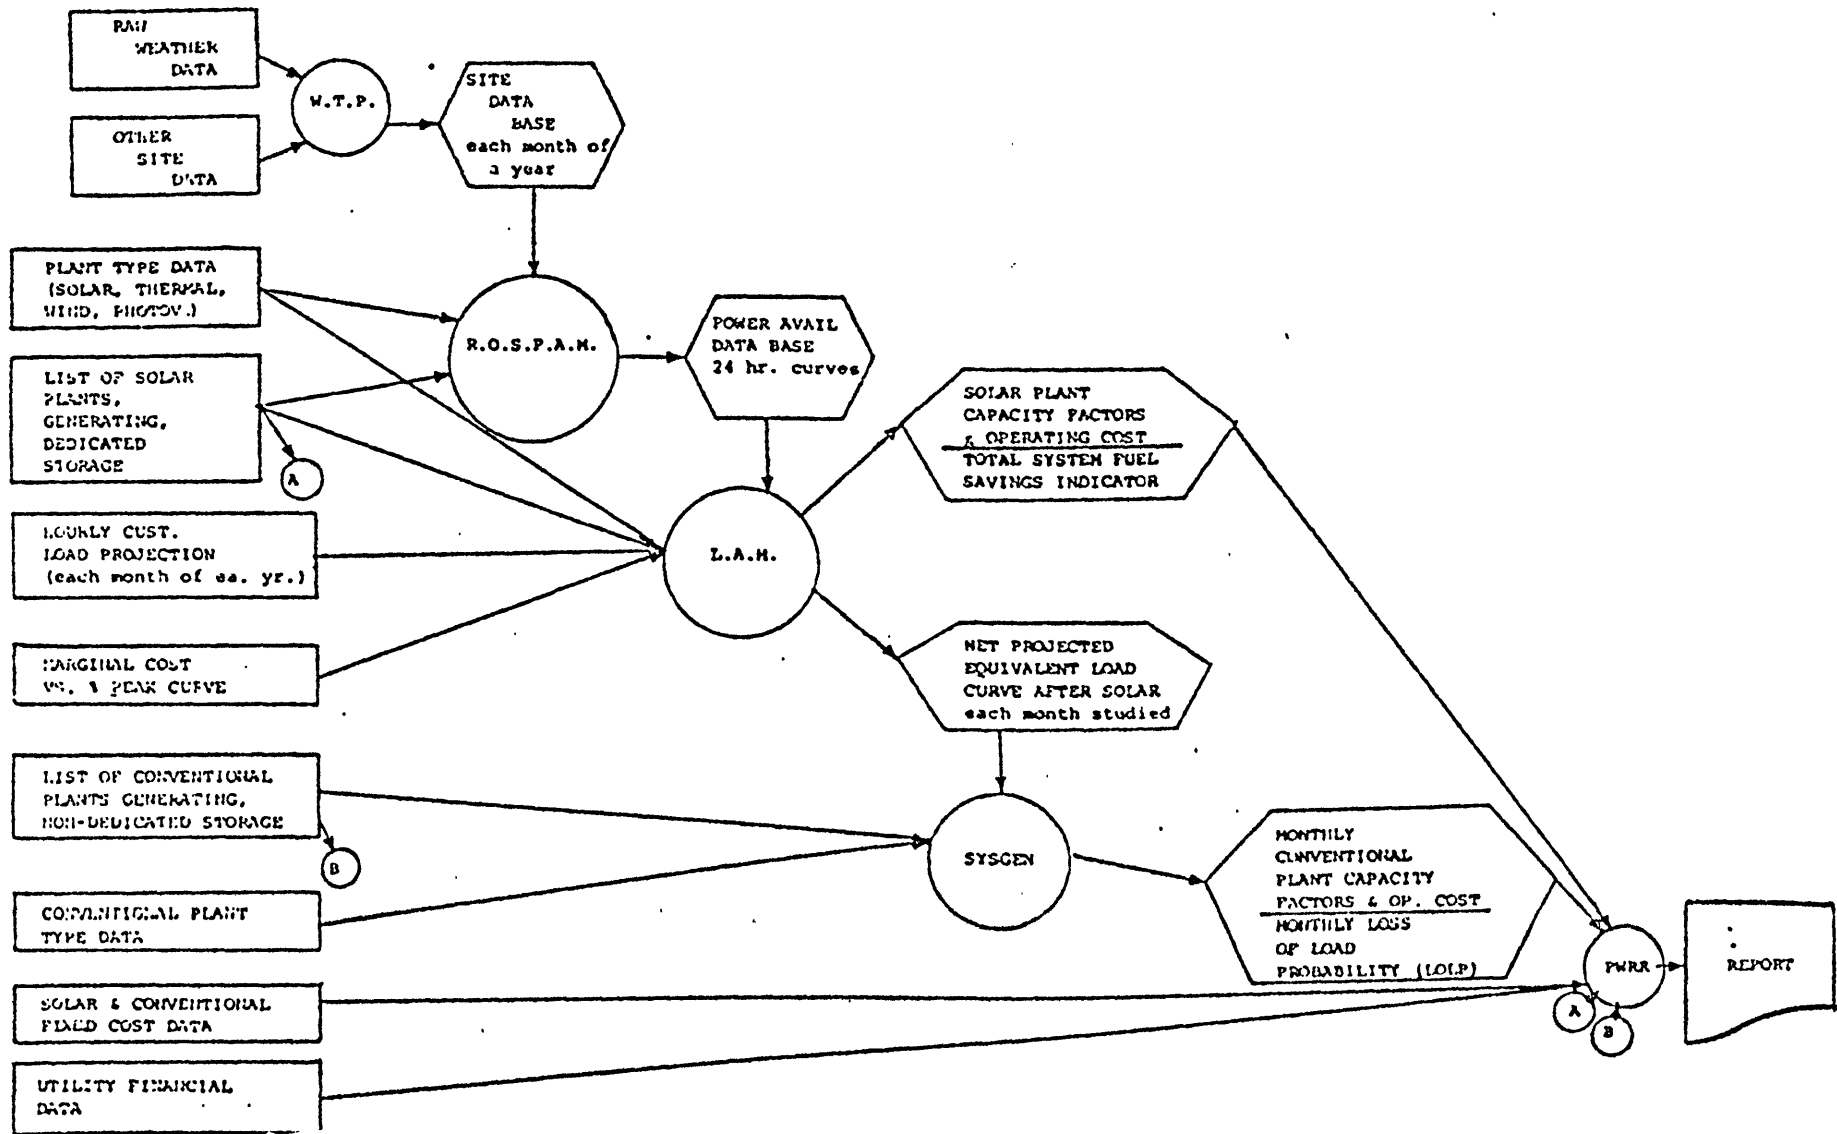 RAW
WEATHER
DATA
W.T.P.
SITE
DATA
BASE
each month of
a year
OTHER
SITE
DATA
PLANT TYPE DATA
(SOLAR, THERMAL,
WIND, PHOTOV.)
R.O.S.P.A.M.
POWER AVAIL
DATA BASE
24 hr. curves
LIST OF SOLAR
PLANTS,
GENERATING,
DEDICATED
STORAGE
A
SOLAR PLANT
CAPACITY FACTORS
& OPERATING COST
TOTAL SYSTEM FUEL
SAVINGS INDICATOR
HOURLY CUST.
LOAD PROJECTION
(each month of ea. yr.)
L.A.M.
MARGINAL COST
VS. % PEAK CURVE
NET PROJECTED
EQUIVALENT LOAD
CURVE AFTER SOLAR
each month studied
LIST OF CONVENTIONAL
PLANTS GENERATING,
NON-DEDICATED STORAGE
B
SYSGEN
MONTHLY
CONVENTIONAL
PLANT CAPACITY
FACTORS & OP. COST
MONTHLY LOSS
OF LOAD
PROBABILITY (LOLP)
CONVENTIONAL PLANT
TYPE DATA
PWRR
REPORT
SOLAR & CONVENTIONAL
FIXED COST DATA
A
B
UTILITY FINANCIAL
DATA